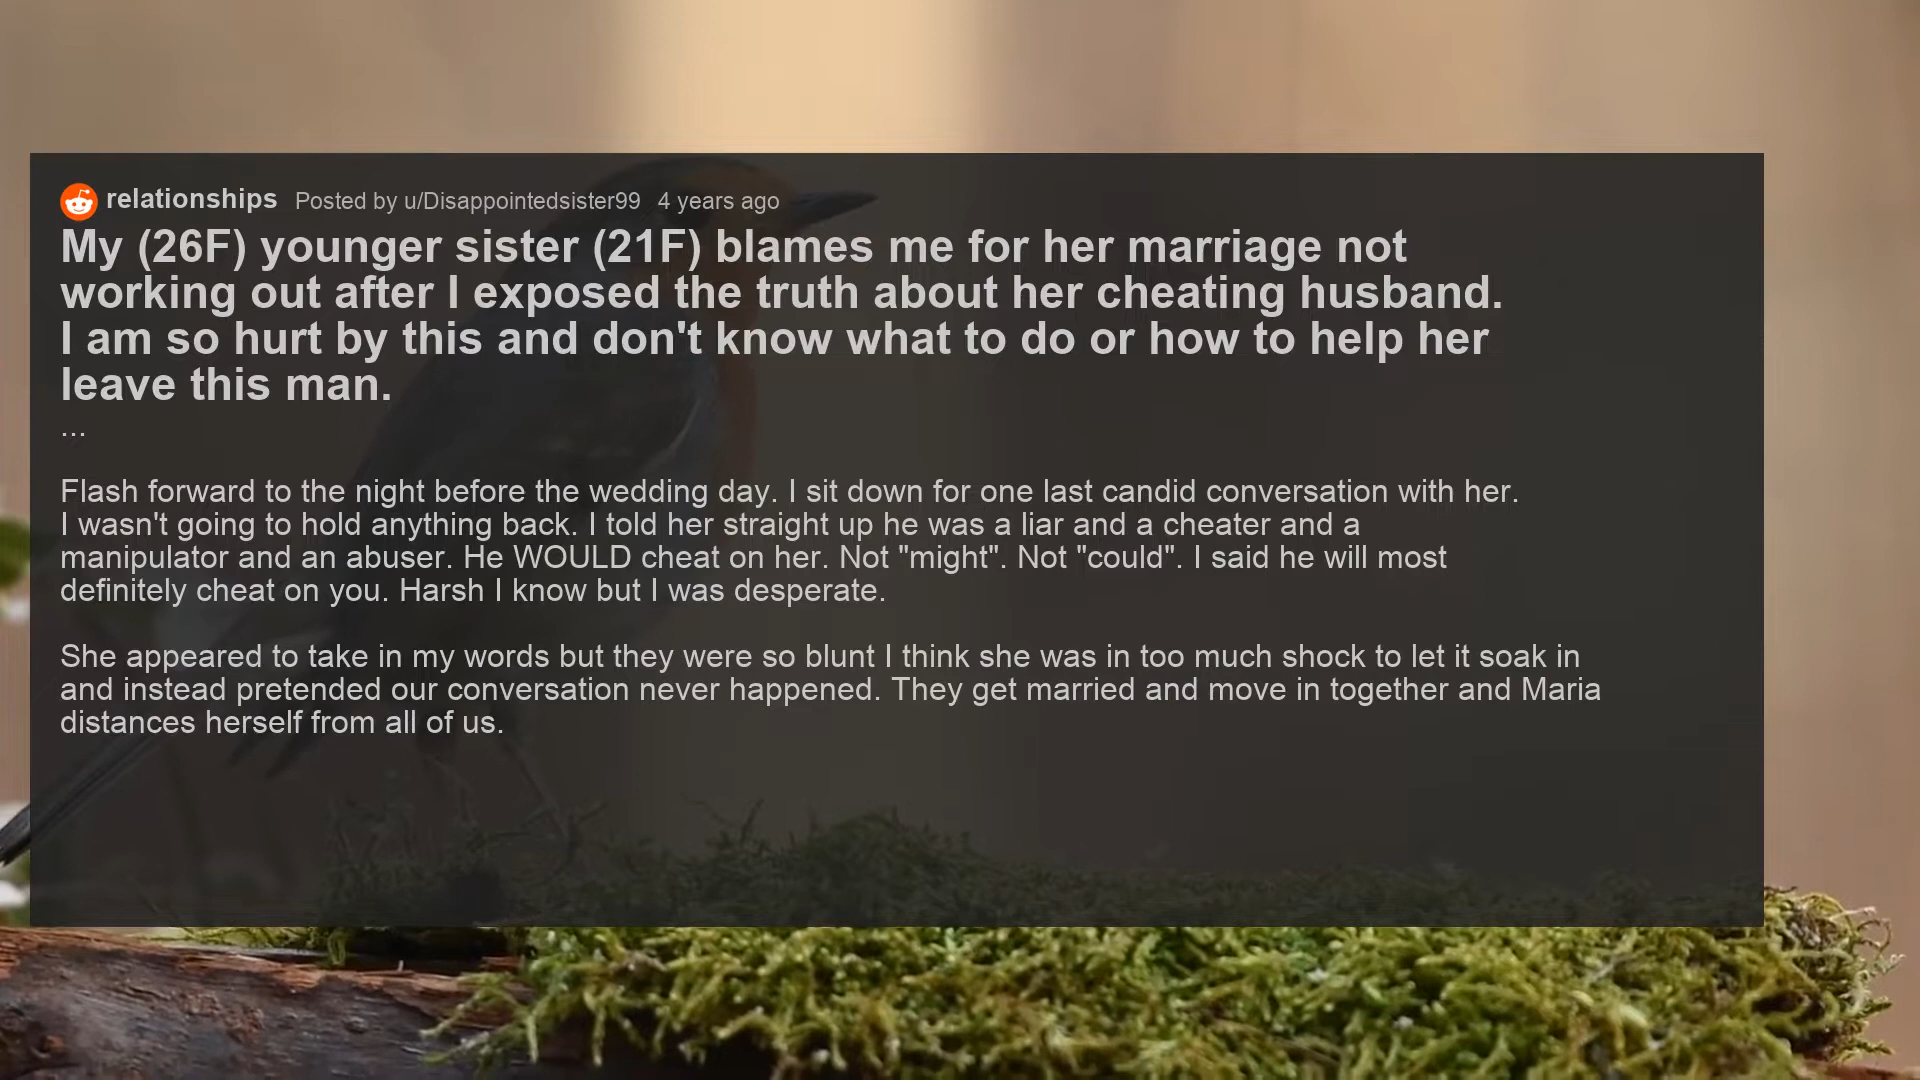 relationships Posted by u/Disappointedsister99 4 years ago
My (26F) younger sister (21F) blames me for her marriage not
working out after I exposed the truth about her cheating husband.
I am so hurt by this and don't know what to do or how to help her
leave this man.
...
Flash forward to the night before the wedding day. I sit down for one last candid conversation with her.
I wasn't going to hold anything back. I told her straight up he was a liar and a cheater and a
manipulator and an abuser. He WOULD cheat on her. Not "might". Not "could". I said he will most
definitely cheat on you. Harsh I know but I was desperate.
She appeared to take in my words but they were so blunt I think she was in too much shock to let it soak in
and instead pretended our conversation never happened. They get married and move in together and Maria
distances herself from all of us.